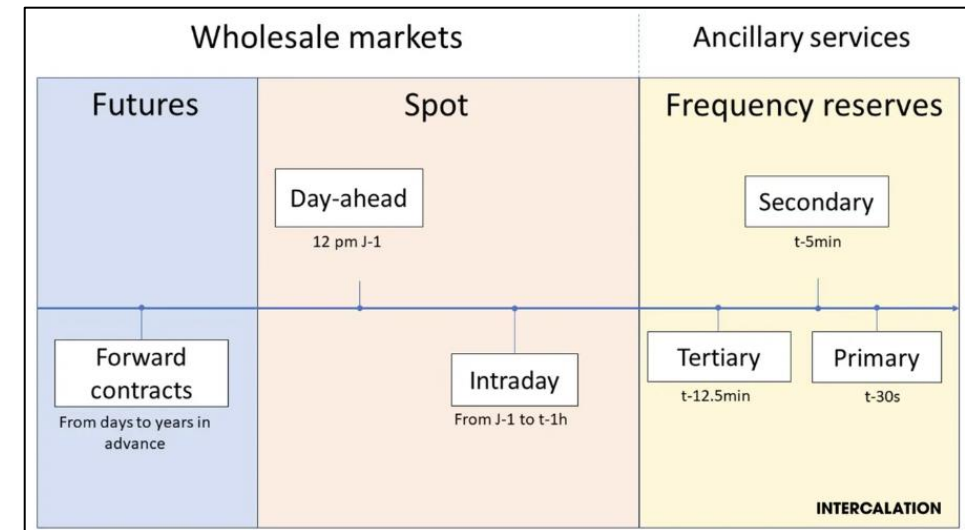 Wholesale markets
Ancillary services
Futures
Spot
Frequency reserves
Day-ahead
12 pm J-1
Secondary
t-5min
Forward
contracts
From days to years in
advance
Intraday
From J-1 to t-1h
Tertiary
t-12.5min
Primary
t-30s
INTERCALATION